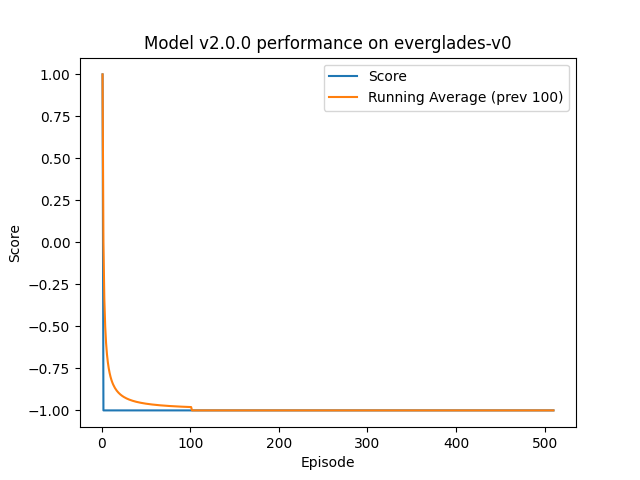 Model v2.0.0 performance on everglades-v0
Score
Running Average (prev 100)
1.00
0.75
0.50
0.25
0.00
−0.25
−0.50
−0.75
−1.00
Score
0 100 200 300 400 500
Episode